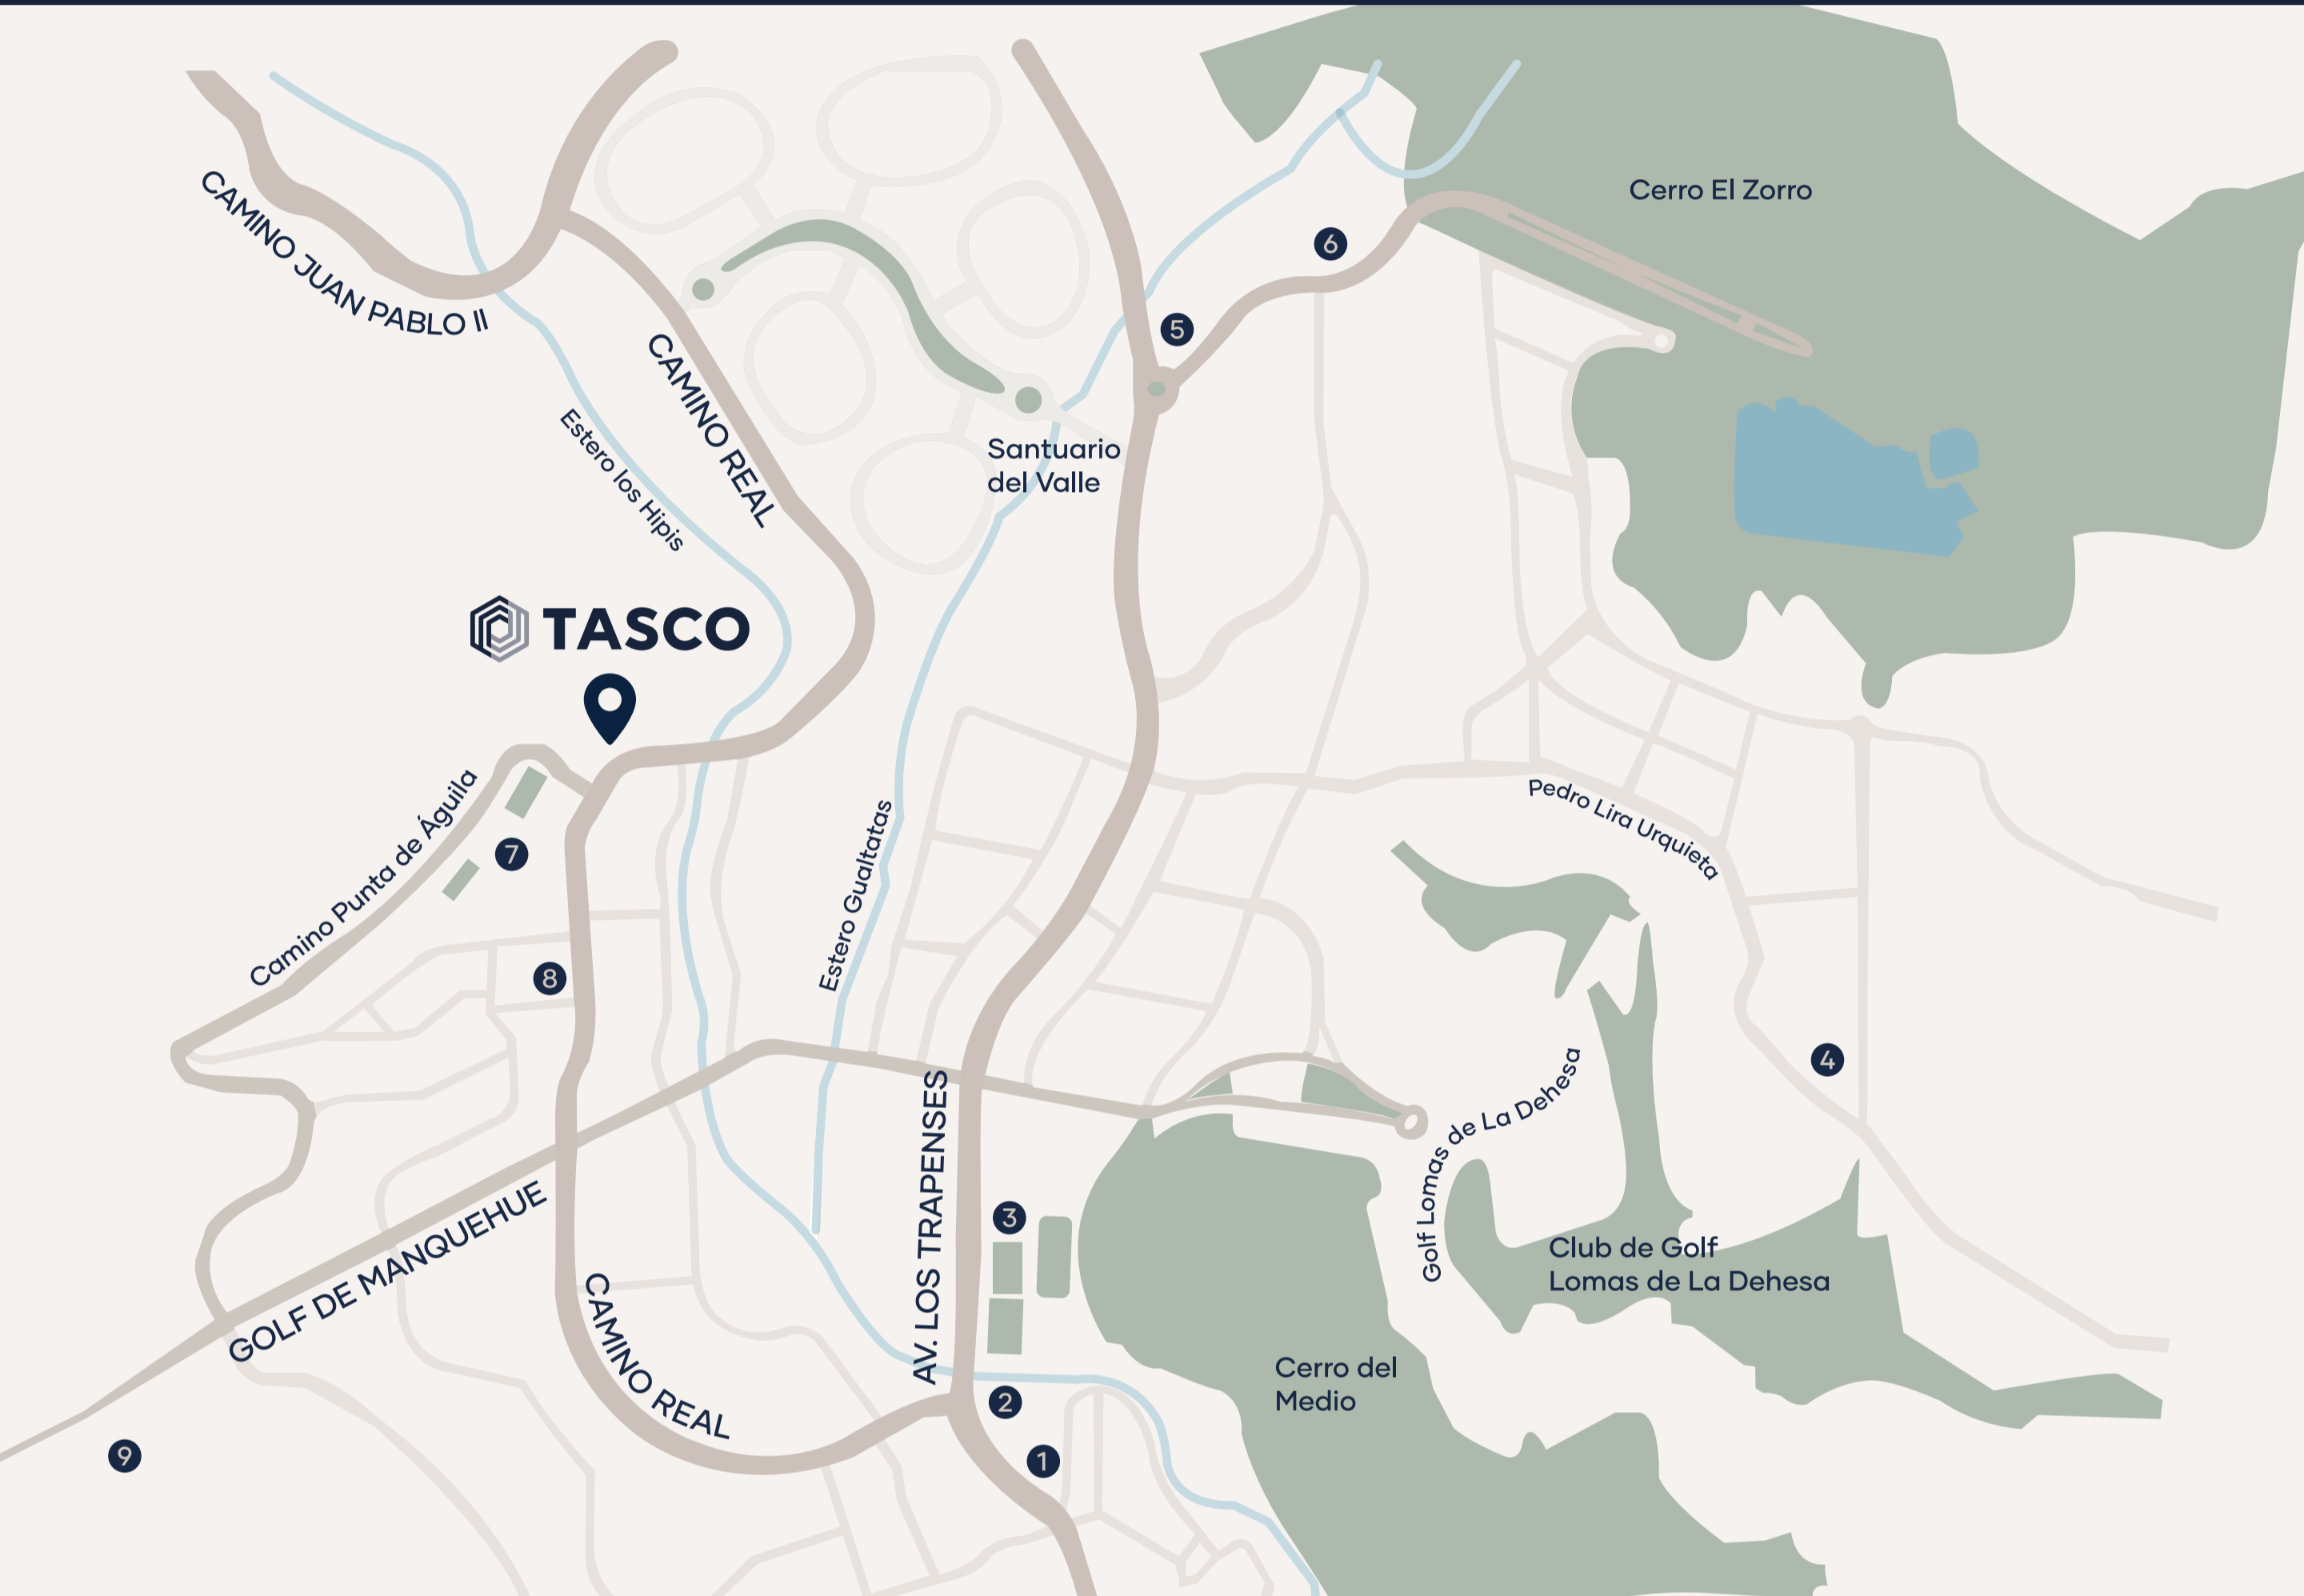 Cerro El Zorro
CAMINO JUAN PABLO II
6
5
CAMINO REAL
Estero los Hipis
Santuario
del Valle
TASCO
Camino Punta de Águila
7
Pedro Lira Urquieta
Estero Gualtatas
8
4
Golf Lomas de La Dehesa
AV. LOS TRAPENSES
3
GOLF DE MANQUEHUE
Club de Golf
Lomas de La Dehesa
CAMINO REAL
Cerro del
Medio
2
1
9